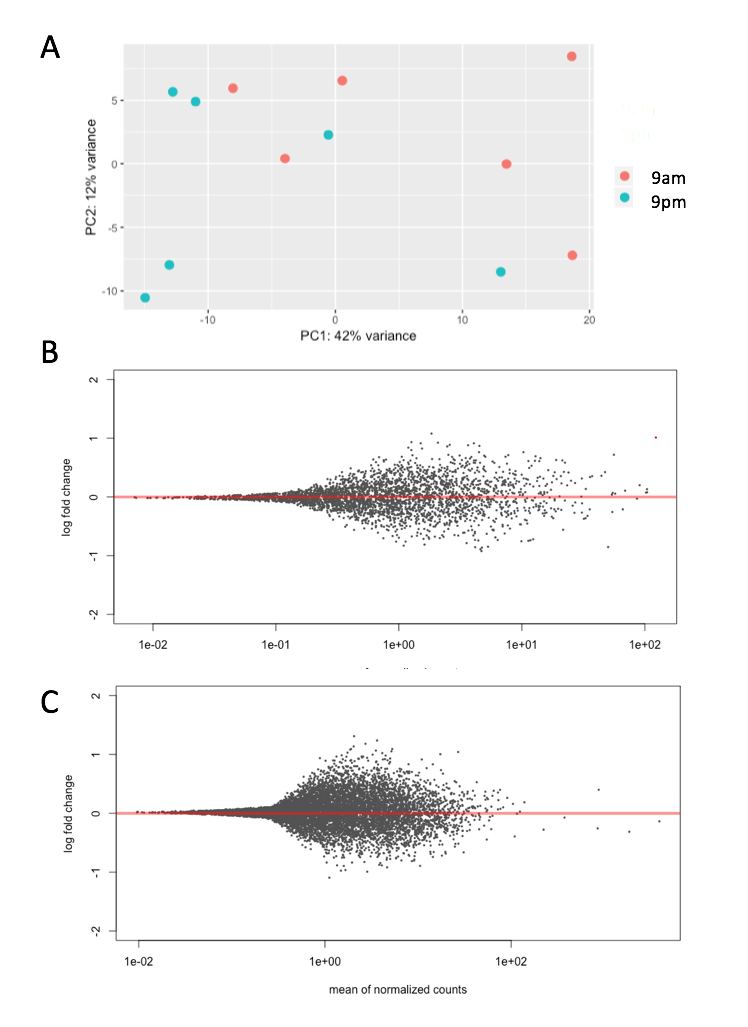 A
5
0
-5
-10
PC2: 12% variance
-10
0
10
20
PC1: 42% variance
9am
9pm
B
2
1
0
-1
-2
log fold change
1e-02
1e-01
1e+00
1e+01
1e+02
C
2
1
0
-1
-2
log fold change
1e-02
1e+00
1e+02
mean of normalized counts